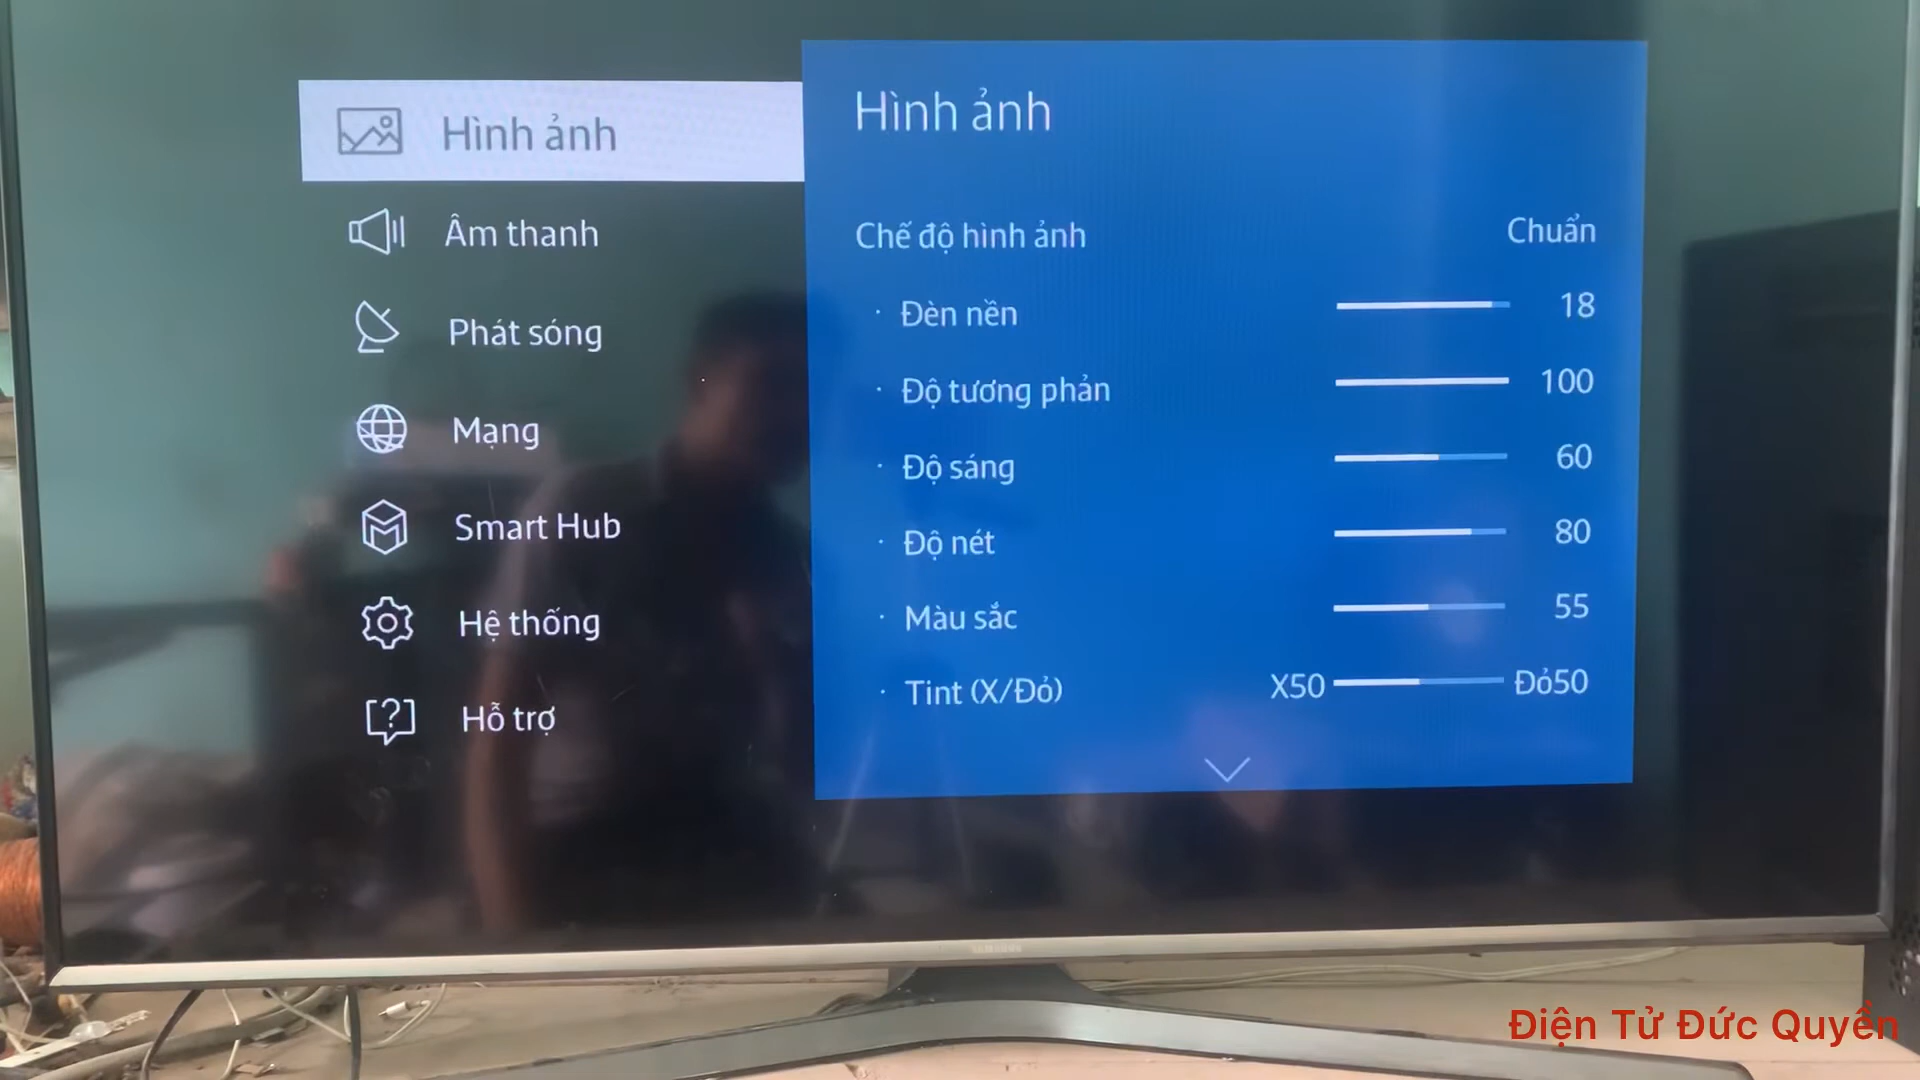 Hình ảnh
Âm thanh
Phát sóng
Mạng
Smart Hub
Hệ thống
Hỗ trợ
Hình ảnh
Chế độ hình ảnh Chuẩn
· Đèn nền 18
· Độ tương phản 100
· Độ sáng 60
· Độ nét 80
· Màu sắc 55
· Tint (X/Đỏ) X50 Đỏ50
SAMSUNG
Điện Tử Đức Quyền